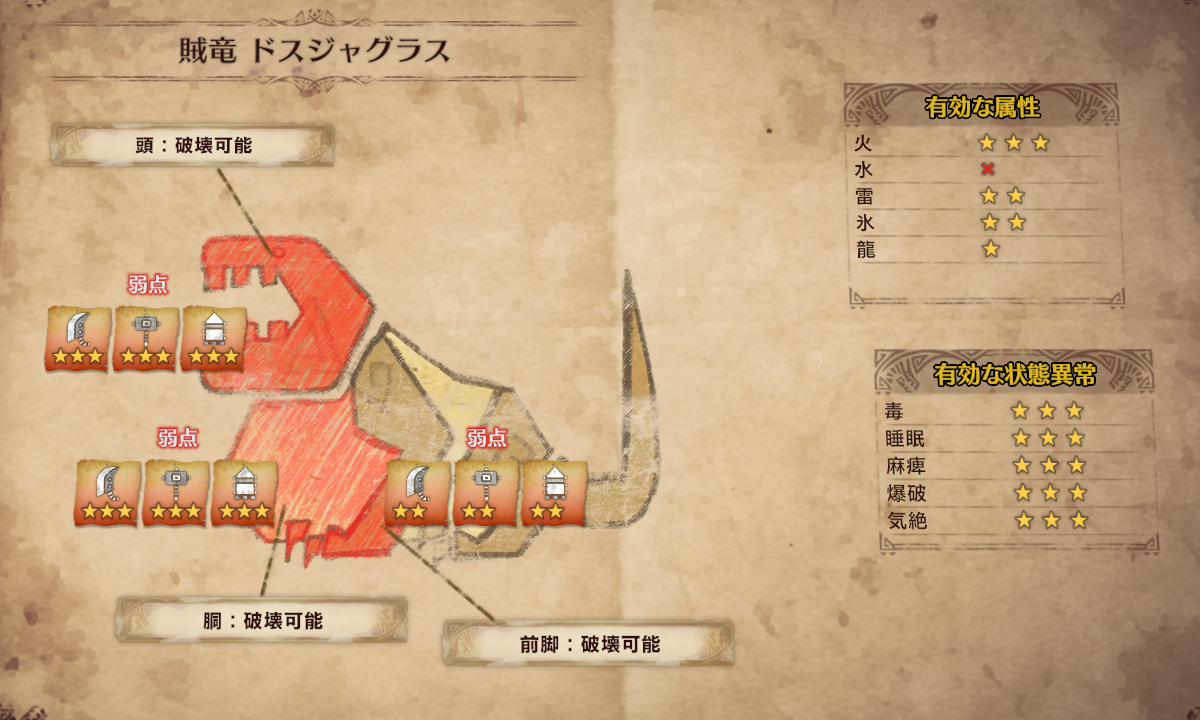 賊竜 ドスジャグラス
頭：破壊可能
弱点
弱点
弱点
胴：破壊可能
前脚：破壊可能
有効な属性
火 ★★★
水 ×
雷 ★★
氷 ★★
龍 ★
有効な状態異常
毒 ★★★
睡眠 ★★★
麻痺 ★★★
爆破 ★★★
気絶 ★★★